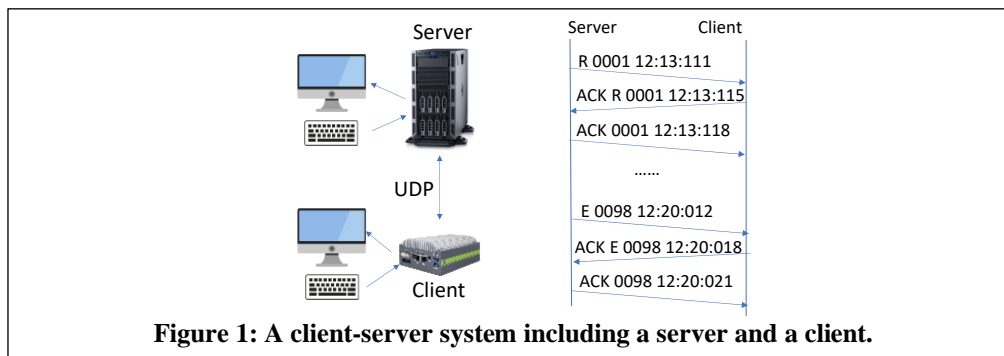 Server
UDP
Client
Server Client
R 0001 12:13:111
ACK R 0001 12:13:115
ACK 0001 12:13:118
......
E 0098 12:20:012
ACK E 0098 12:20:018
ACK 0098 12:20:021
Figure 1: A client-server system including a server and a client.